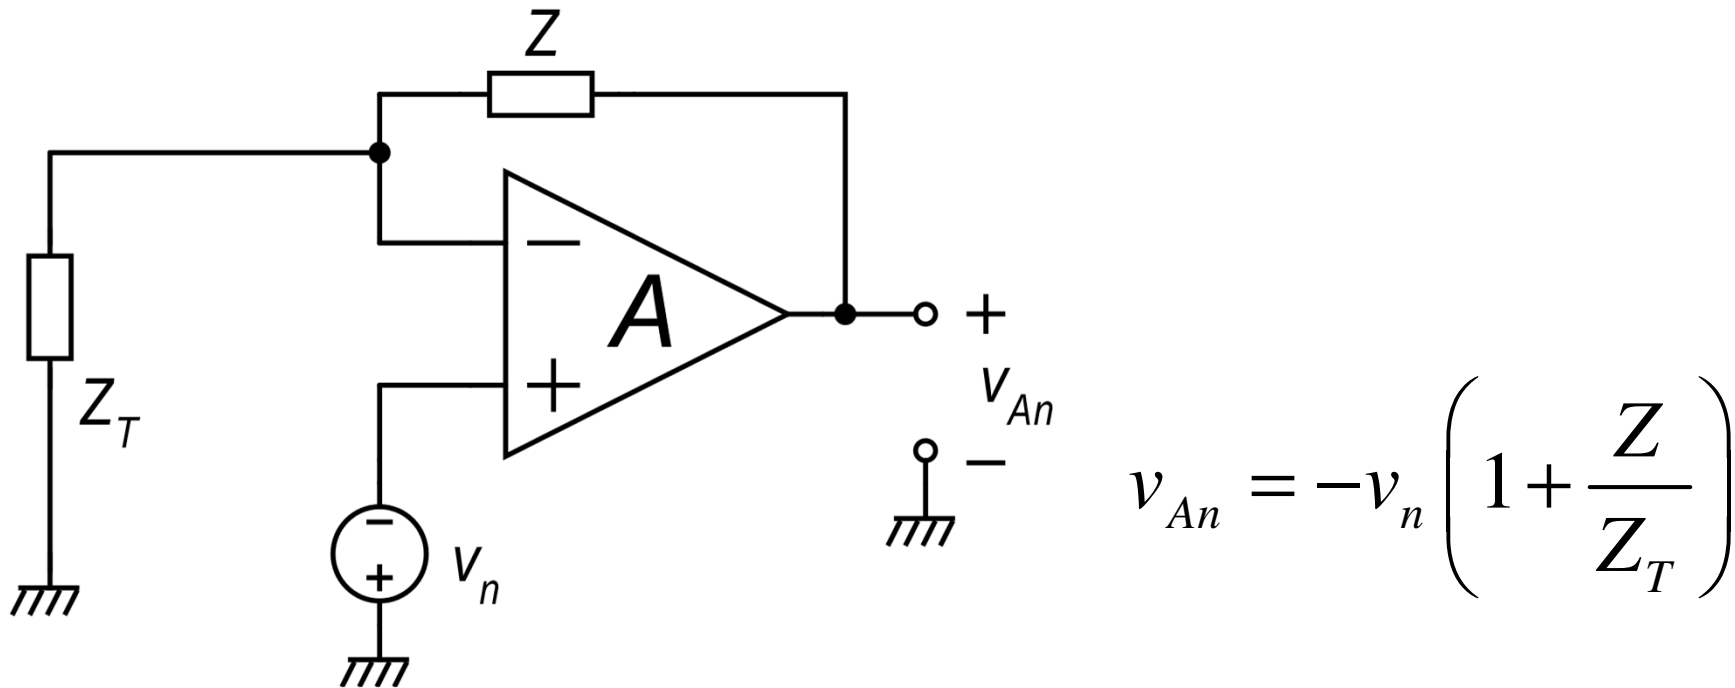 Z
−
A
+
Z_T
+
v_An
−
−
+
v_n
v_An = −v_n (1 + Z/Z_T)